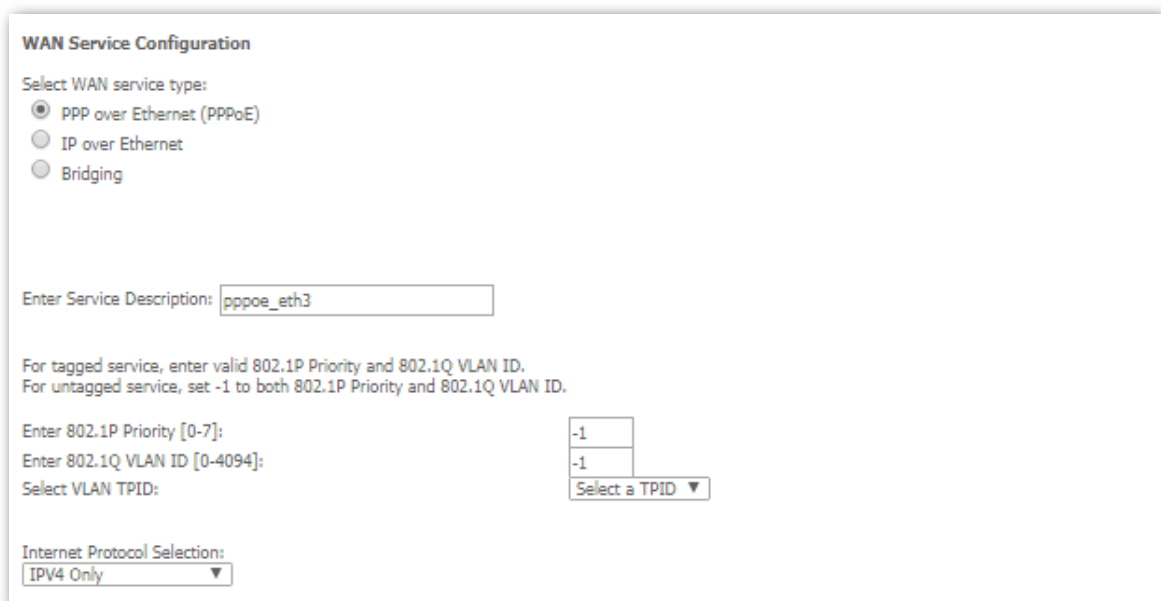 WAN Service Configuration
Select WAN service type:
PPP over Ethernet (PPPoE)
IP over Ethernet
Bridging
Enter Service Description: pppoe_eth3
For tagged service, enter valid 802.1P Priority and 802.1Q VLAN ID.
For untagged service, set -1 to both 802.1P Priority and 802.1Q VLAN ID.
Enter 802.1P Priority [0-7]: -1
Enter 802.1Q VLAN ID [0-4094]: -1
Select VLAN TPID: Select a TPID
Internet Protocol Selection:
IPV4 Only